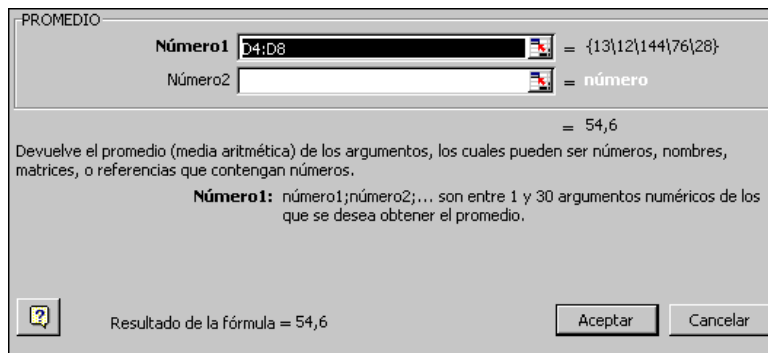 PROMEDIO
Número1 D4:D8 = {13\12\144\76\28}
Número2 = número
= 54,6
Devuelve el promedio (media aritmética) de los argumentos, los cuales pueden ser números, nombres,
matrices, o referencias que contengan números.
Número1: número1;número2;... son entre 1 y 30 argumentos numéricos de los
que se desea obtener el promedio.
Resultado de la fórmula = 54,6
Aceptar
Cancelar